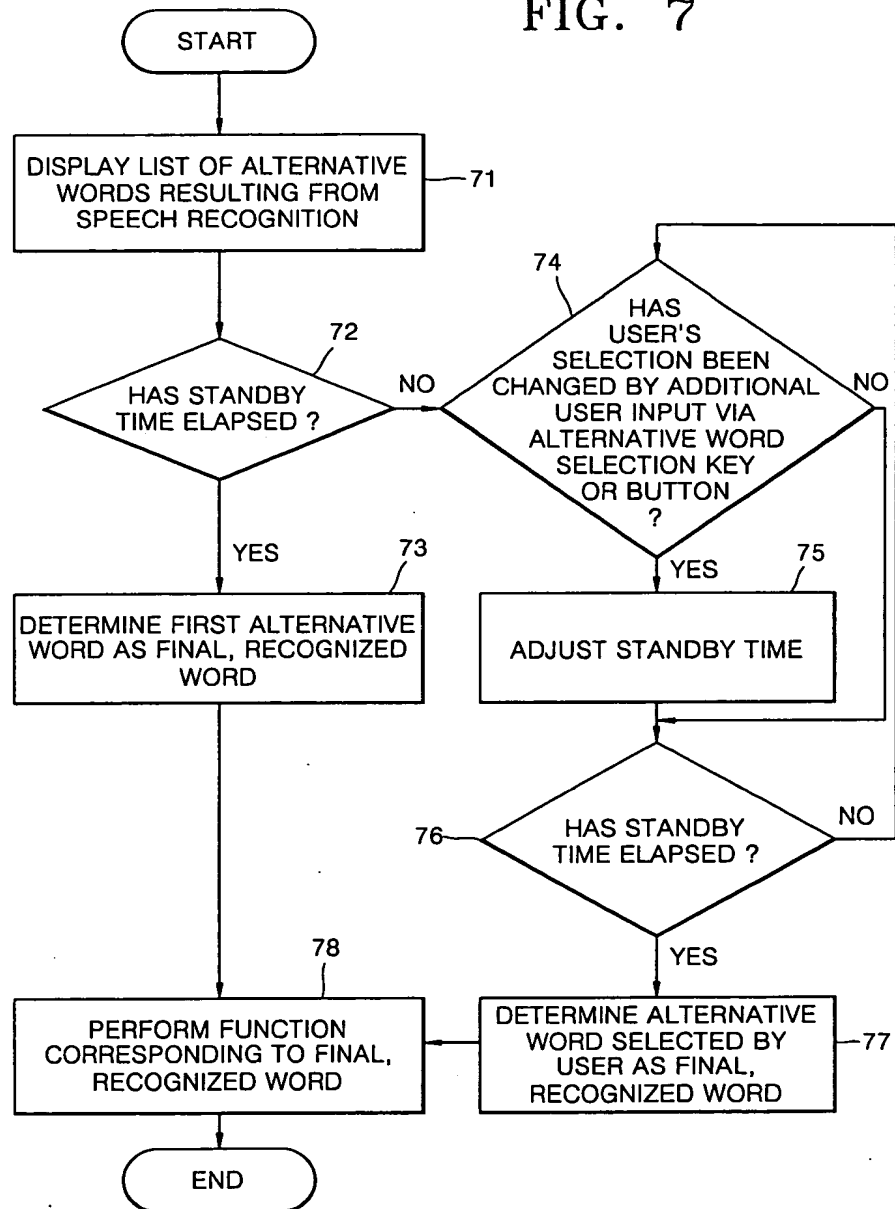 FIG. 7
START
DISPLAY LIST OF ALTERNATIVE
WORDS RESULTING FROM
SPEECH RECOGNITION
71
72
HAS STANDBY
TIME ELAPSED ?
NO
YES
73
DETERMINE FIRST ALTERNATIVE
WORD AS FINAL, RECOGNIZED
WORD
74
HAS
USER'S
SELECTION BEEN
CHANGED BY ADDITIONAL
USER INPUT VIA
ALTERNATIVE WORD
SELECTION KEY
OR BUTTON
?
NO
YES
75
ADJUST STANDBY TIME
76
HAS STANDBY
TIME ELAPSED ?
NO
YES
DETERMINE ALTERNATIVE
WORD SELECTED BY
USER AS FINAL,
RECOGNIZED WORD
77
78
PERFORM FUNCTION
CORRESPONDING TO FINAL,
RECOGNIZED WORD
END